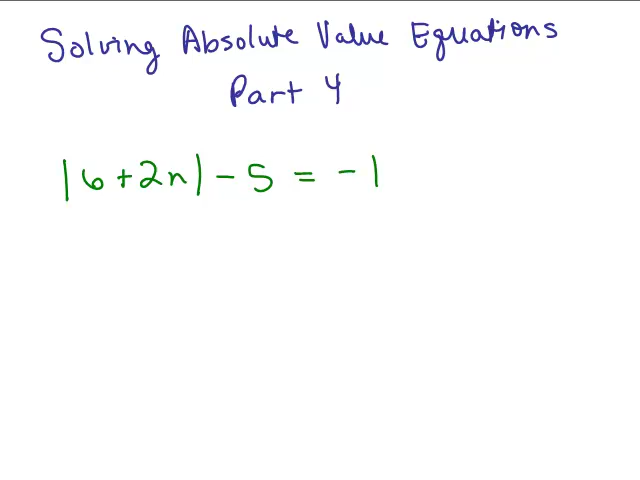 Solving Absolute Value Equations
Part 4
|6+2n| - 5 = -1